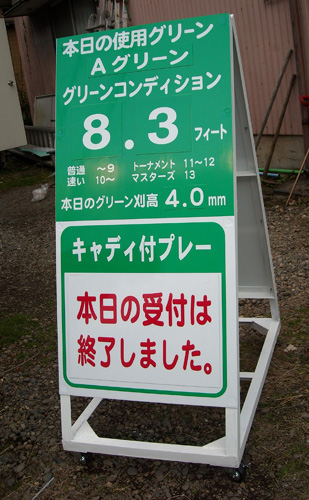 本日の使用グリーン
Aグリーン
グリーンコンディション
8.3フィート
普通 〜9 トーナメント 11〜12
速い 10〜 マスターズ 13
本日のグリーン刈高 4.0mm
キャディ付プレー
本日の受付は
終了しました。